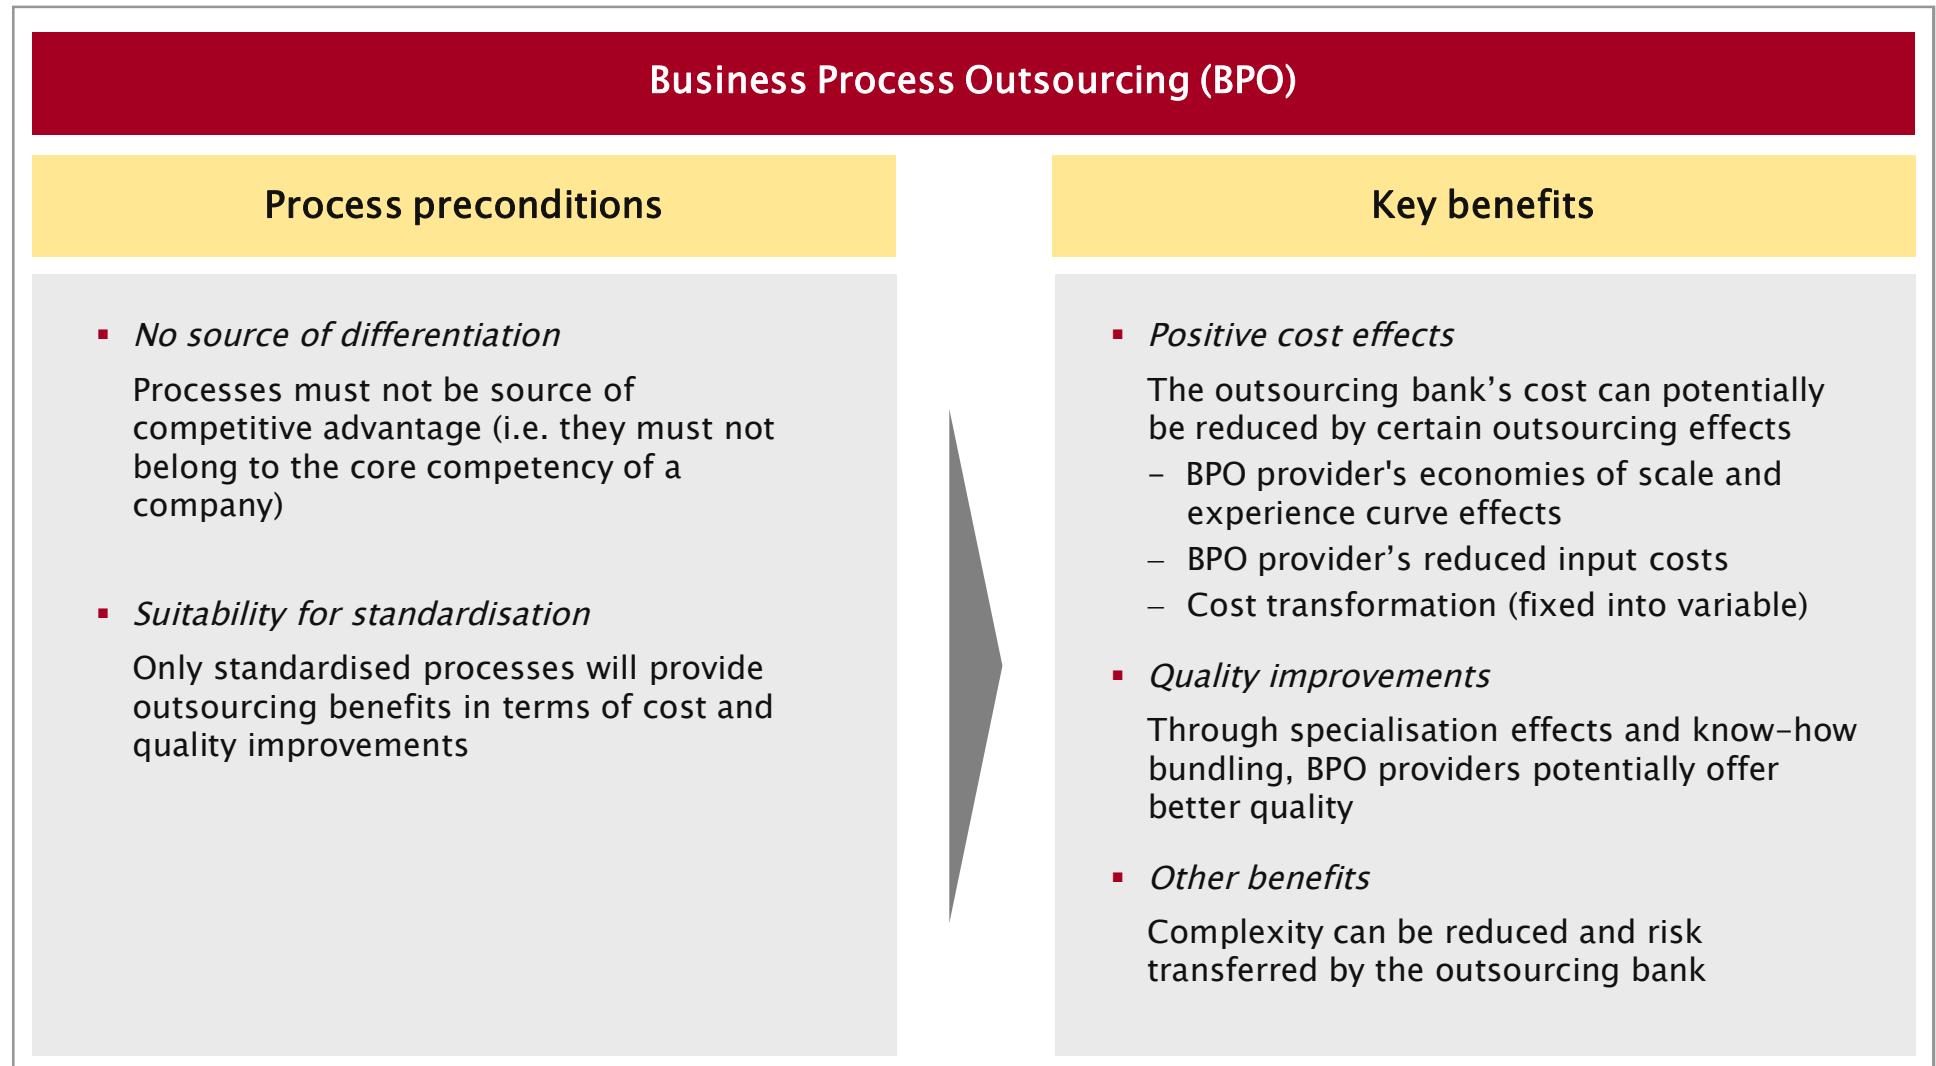 Business Process Outsourcing (BPO)
Process preconditions
▪ No source of differentiation
Processes must not be source of
competitive advantage (i.e. they must not
belong to the core competency of a
company)
▪ Suitability for standardisation
Only standardised processes will provide
outsourcing benefits in terms of cost and
quality improvements
Key benefits
▪ Positive cost effects
The outsourcing bank’s cost can potentially
be reduced by certain outsourcing effects
– BPO provider's economies of scale and
experience curve effects
– BPO provider’s reduced input costs
– Cost transformation (fixed into variable)
▪ Quality improvements
Through specialisation effects and know-how
bundling, BPO providers potentially offer
better quality
▪ Other benefits
Complexity can be reduced and risk
transferred by the outsourcing bank